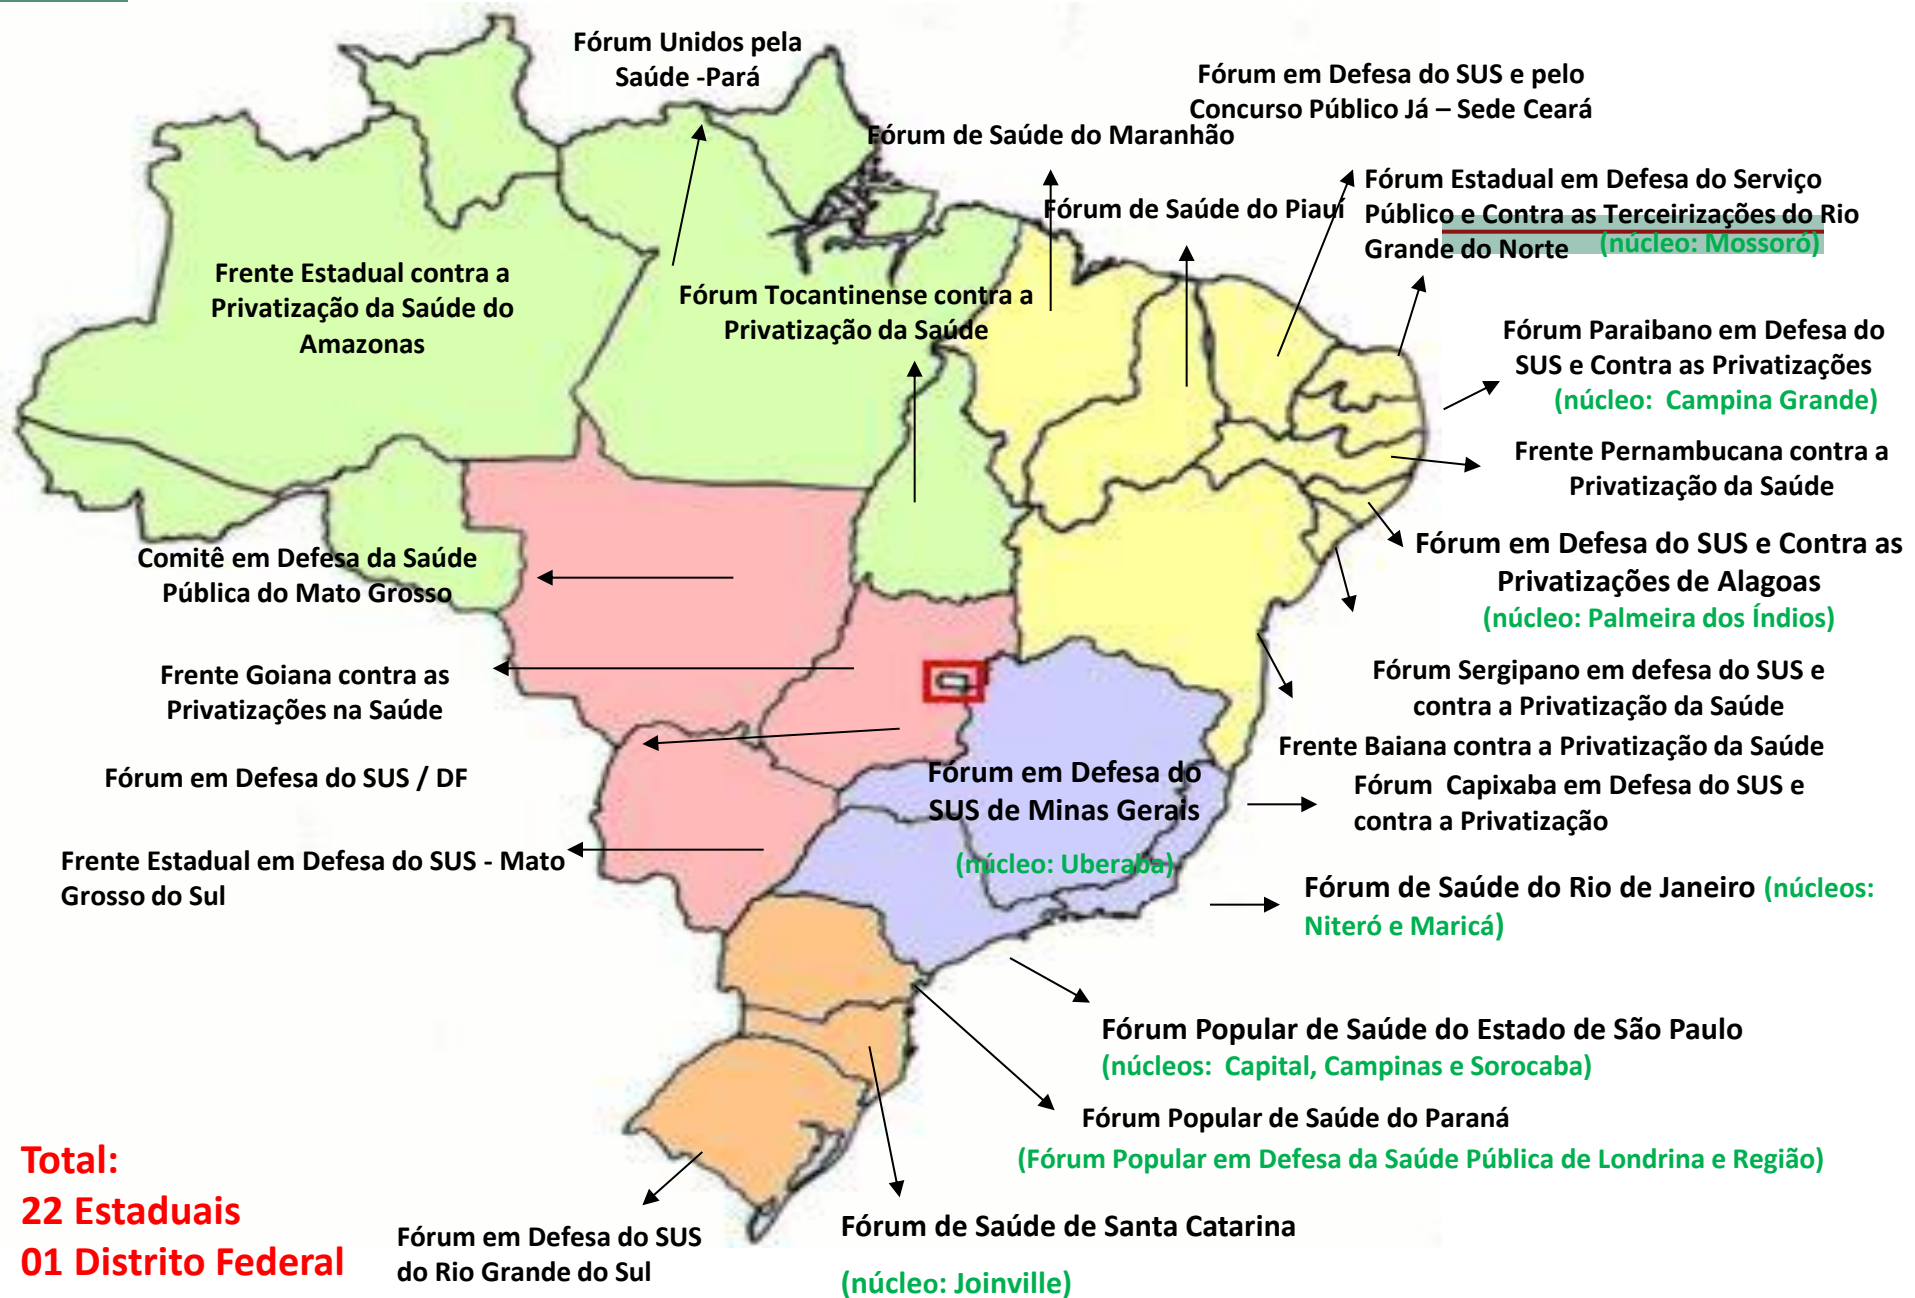 Fórum Unidos pela
Saúde -Pará
Fórum em Defesa do SUS e pelo
Concurso Público Já – Sede Ceará
Fórum de Saúde do Maranhão
Fórum Estadual em Defesa do Serviço
Público e Contra as Terceirizações do Rio
Grande do Norte (núcleo: Mossoró)
Fórum de Saúde do Piauí
Frente Estadual contra a
Privatização da Saúde do
Amazonas
Fórum Tocantinense contra a
Privatização da Saúde
Fórum Paraibano em Defesa do
SUS e Contra as Privatizações
(núcleo: Campina Grande)
Frente Pernambucana contra a
Privatização da Saúde
Fórum em Defesa do SUS e Contra as
Privatizações de Alagoas
(núcleo: Palmeira dos Índios)
Comitê em Defesa da Saúde
Pública do Mato Grosso
Frente Goiana contra as
Privatizações na Saúde
Fórum Sergipano em defesa do SUS e
contra a Privatização da Saúde
Frente Baiana contra a Privatização da Saúde
Fórum em Defesa do SUS / DF
Fórum em Defesa do
SUS de Minas Gerais
(núcleo: Uberaba)
Fórum Capixaba em Defesa do SUS e
contra a Privatização
Frente Estadual em Defesa do SUS - Mato
Grosso do Sul
Fórum de Saúde do Rio de Janeiro (núcleos:
Niteró e Maricá)
Fórum Popular de Saúde do Estado de São Paulo
(núcleos: Capital, Campinas e Sorocaba)
Fórum Popular de Saúde do Paraná
(Fórum Popular em Defesa da Saúde Pública de Londrina e Região)
Total:
22 Estaduais
01 Distrito Federal
Fórum em Defesa do SUS
do Rio Grande do Sul
Fórum de Saúde de Santa Catarina
(núcleo: Joinville)